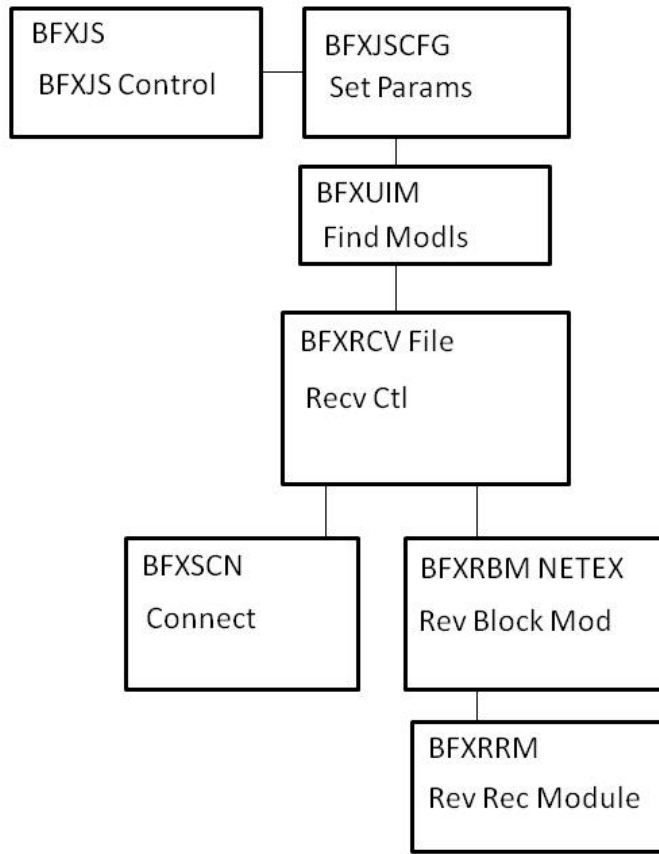 BFXJS
BFXJS Control
BFXJSCFG
Set Params
BFXUIM
Find Modls
BFXRCV File
Recv Ctl
BFXSCN
Connect
BFXRBM NETEX
Rev Block Mod
BFXRRM
Rev Rec Module